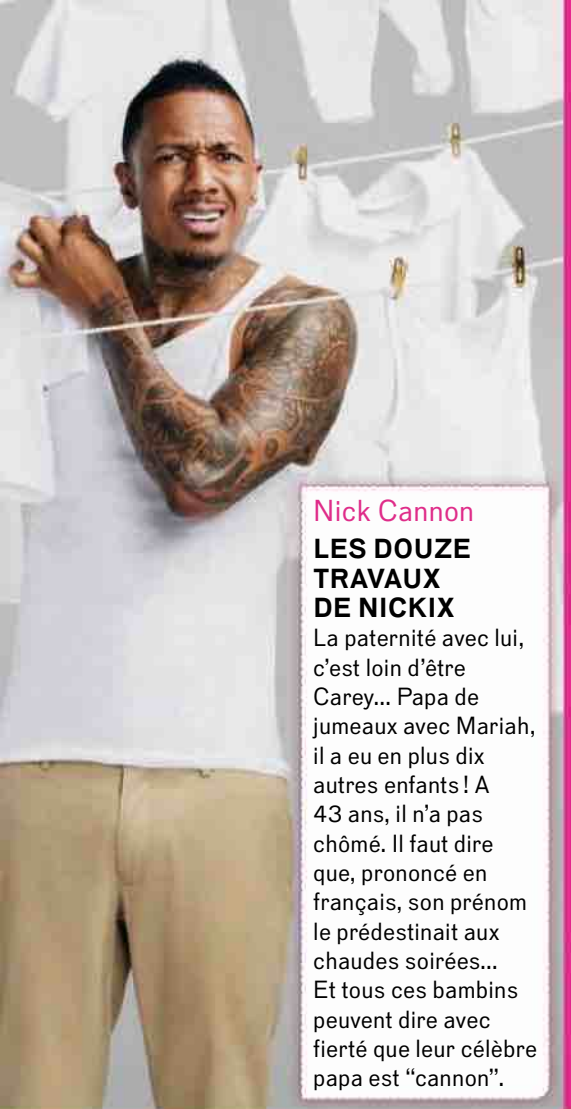 Nick Cannon
LES DOUZE
TRAVAUX
DE NICKIX
La paternité avec lui,
c'est loin d'être
Carey... Papa de
jumeaux avec Mariah,
il a eu en plus dix
autres enfants ! A
43 ans, il n'a pas
chômé. Il faut dire
que, prononcé en
français, son prénom
le prédestinait aux
chaudes soirées...
Et tous ces bambins
peuvent dire avec
fierté que leur célèbre
papa est “cannon”.